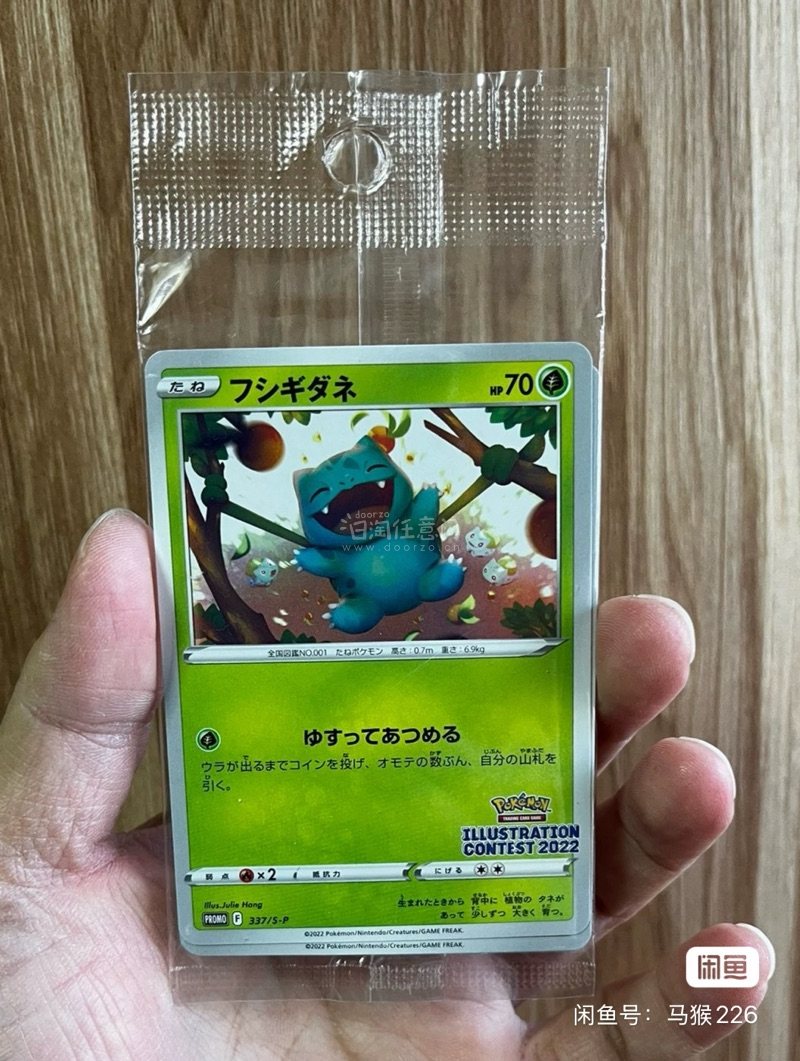 たね
フシギダネ
HP70
doorzo
任意门
www.doorzo.cn
全国図鑑NO.001 たねポケモン 高さ:0.7m 重さ:6.9kg
ゆすってあつめる
ウラが出るまでコインを投げ、オモテの数ぶん、自分の山札を
引く。
Pokémon
TRADING CARD GAME
ILLUSTRATION
CONTEST 2022
弱点 ×2 抵抗力 にげる
Illus.Julie Hang
生まれたときから 背中に 植物の タネが
あって 少しずつ 大きく 育つ。
PROMO F 337/S-P
©2022 Pokémon/Nintendo/Creatures/GAME FREAK.
©2022 Pokémon/Nintendo/Creatures/GAME FREAK.
闲鱼
闲鱼号：马猴226